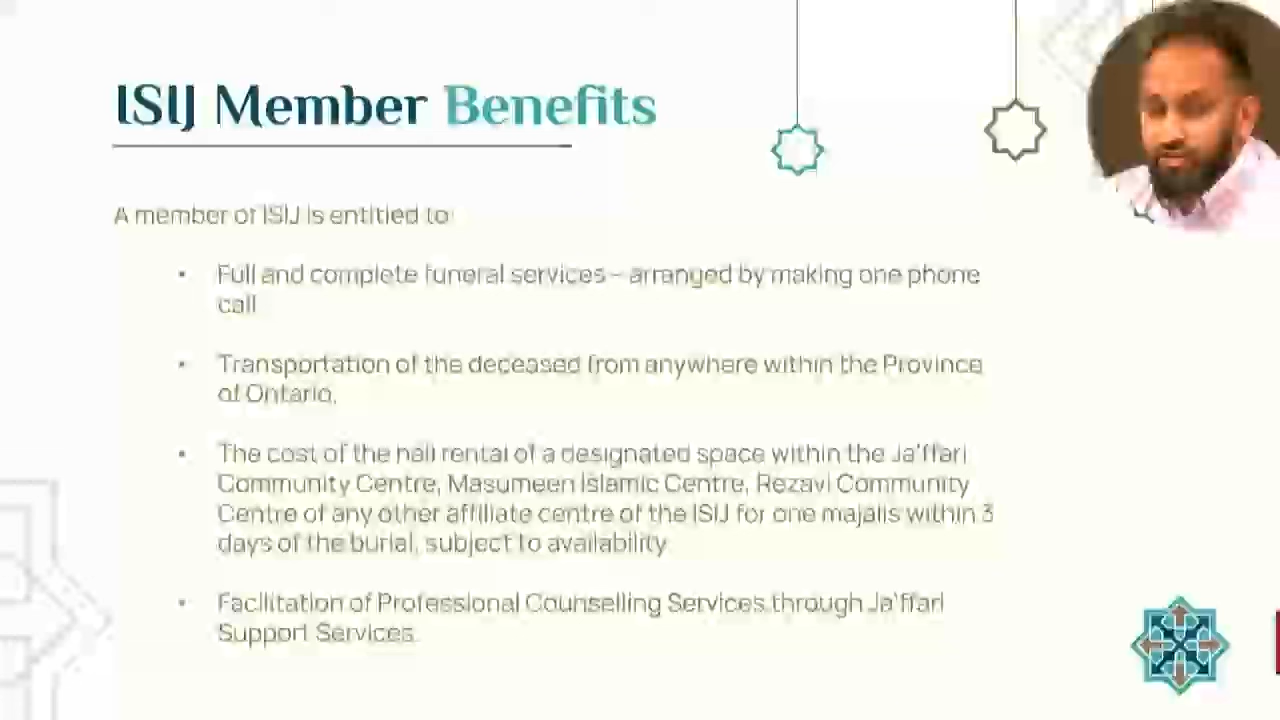 ISIJ Member Benefits
A member of ISIJ is entitled to:
• Full and complete funeral services – arranged by making one phone
call.
• Transportation of the deceased from anywhere within the Province
of Ontario.
• The cost of the hall rental of a designated space within the Ja'ffari
Community Centre, Masumeen Islamic Centre, Rezavi Community
Centre of any other affiliate centre of the ISIJ for one majalis within 3
days of the burial, subject to availability
• Facilitation of Professional Counselling Services through Ja'ffari
Support Services.